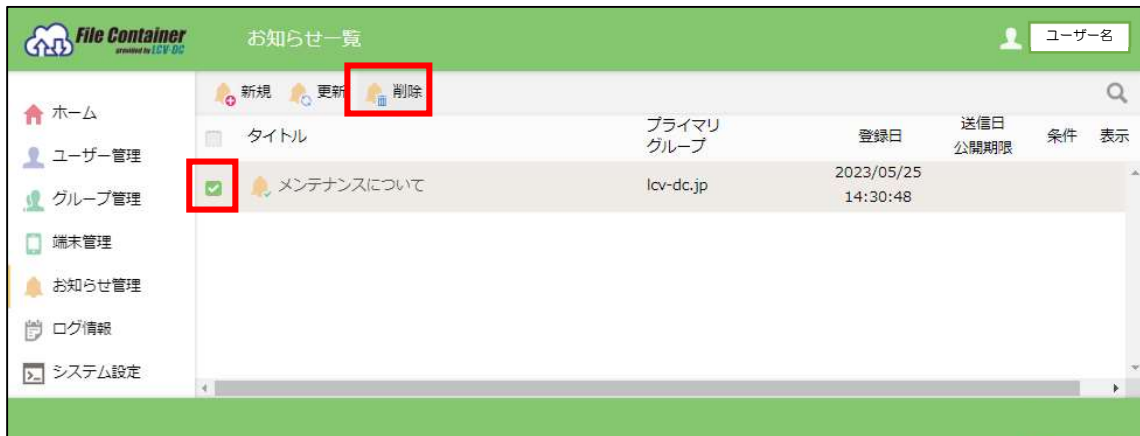 File Container
provided by LCV-DC
お知らせ一覧
ユーザー名
新規 更新 削除
ホーム
ユーザー管理
グループ管理
端末管理
お知らせ管理
ログ情報
システム設定
タイトル
プライマリ
グループ
登録日
送信日
公開期限
条件
表示
メンテナンスについて
lcv-dc.jp
2023/05/25
14:30:48